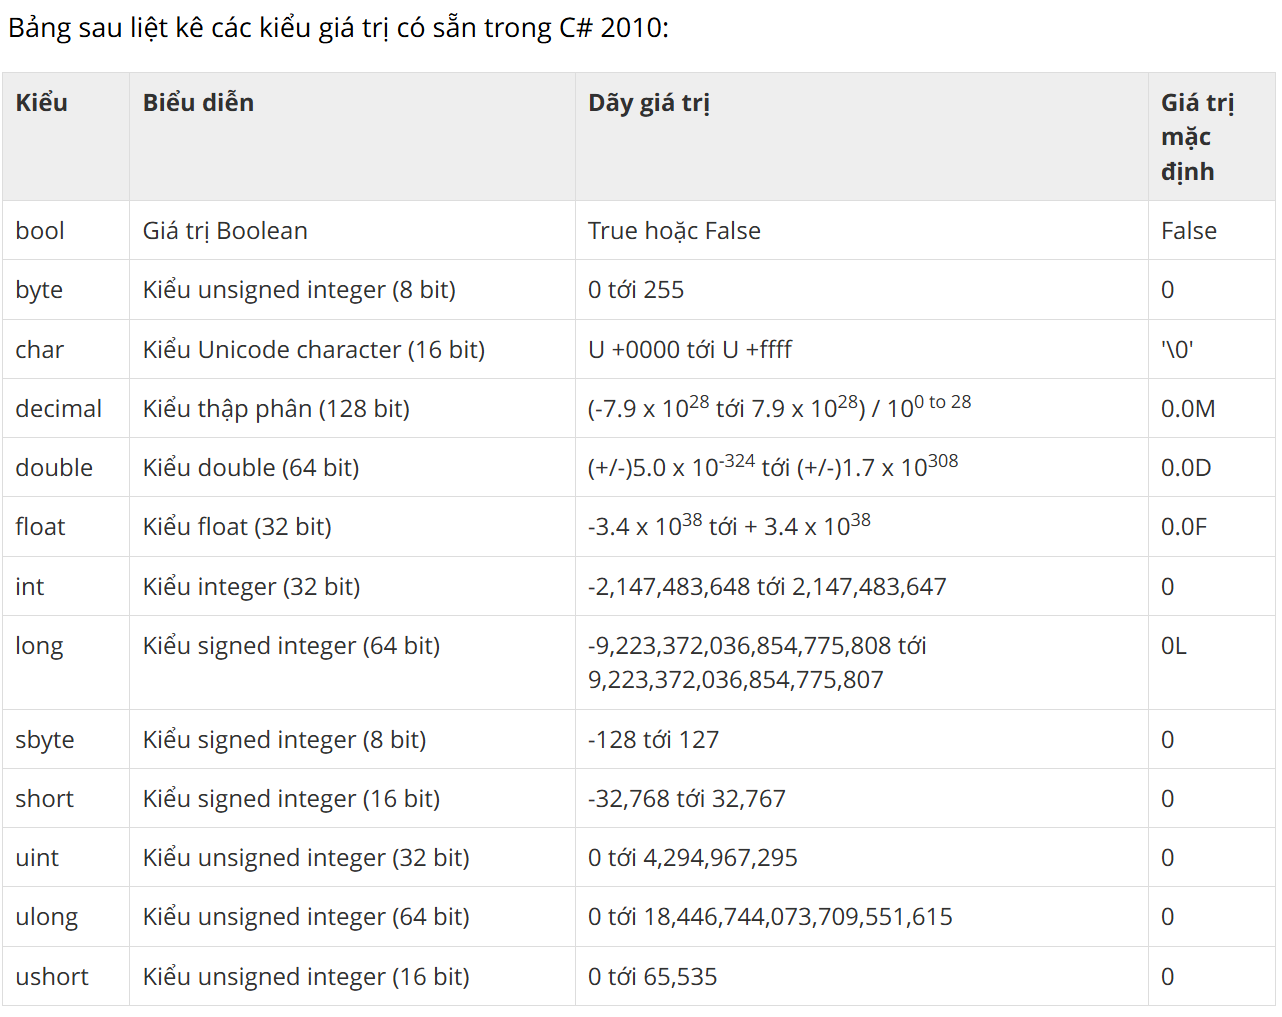 Bảng sau liệt kê các kiểu giá trị có sẵn trong C# 2010:
Kiểu Biểu diễn Dãy giá trị Giá trị
mặc
định
bool Giá trị Boolean True hoặc False False
byte Kiểu unsigned integer (8 bit) 0 tới 255 0
char Kiểu Unicode character (16 bit) U +0000 tới U +ffff '\0'
decimal Kiểu thập phân (128 bit) (-7.9 x 10^28 tới 7.9 x 10^28) / 10^0 to 28 0.0M
double Kiểu double (64 bit) (+/-)5.0 x 10^-324 tới (+/-)1.7 x 10^308 0.0D
float Kiểu float (32 bit) -3.4 x 10^38 tới + 3.4 x 10^38 0.0F
int Kiểu integer (32 bit) -2,147,483,648 tới 2,147,483,647 0
long Kiểu signed integer (64 bit) -9,223,372,036,854,775,808 tới 0L
9,223,372,036,854,775,807
sbyte Kiểu signed integer (8 bit) -128 tới 127 0
short Kiểu signed integer (16 bit) -32,768 tới 32,767 0
uint Kiểu unsigned integer (32 bit) 0 tới 4,294,967,295 0
ulong Kiểu unsigned integer (64 bit) 0 tới 18,446,744,073,709,551,615 0
ushort Kiểu unsigned integer (16 bit) 0 tới 65,535 0